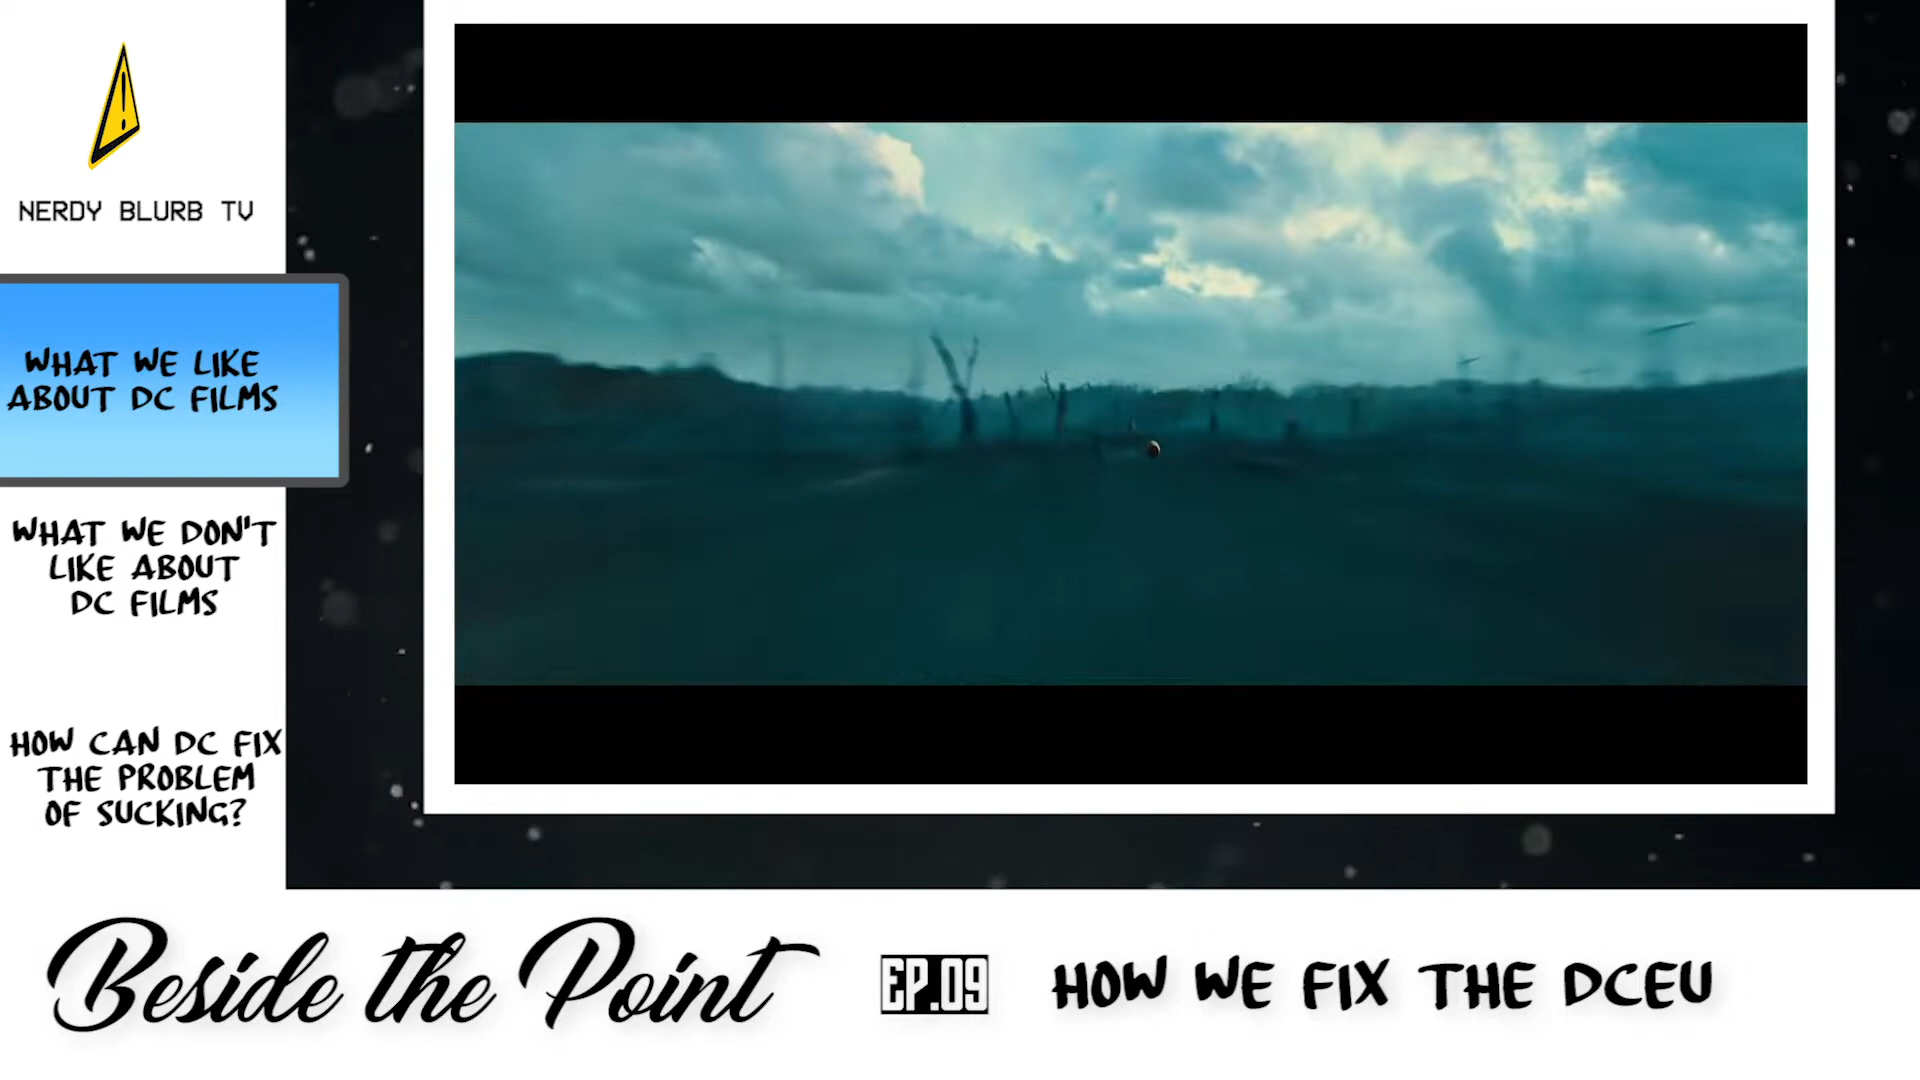 NERDY BLURB TV
WHAT WE LIKE
ABOUT DC FILMS
WHAT WE DON'T
LIKE ABOUT
DC FILMS
HOW CAN DC FIX
THE PROBLEM
OF SUCKING?
Beside the Point
EP.09
HOW WE FIX THE DCEU